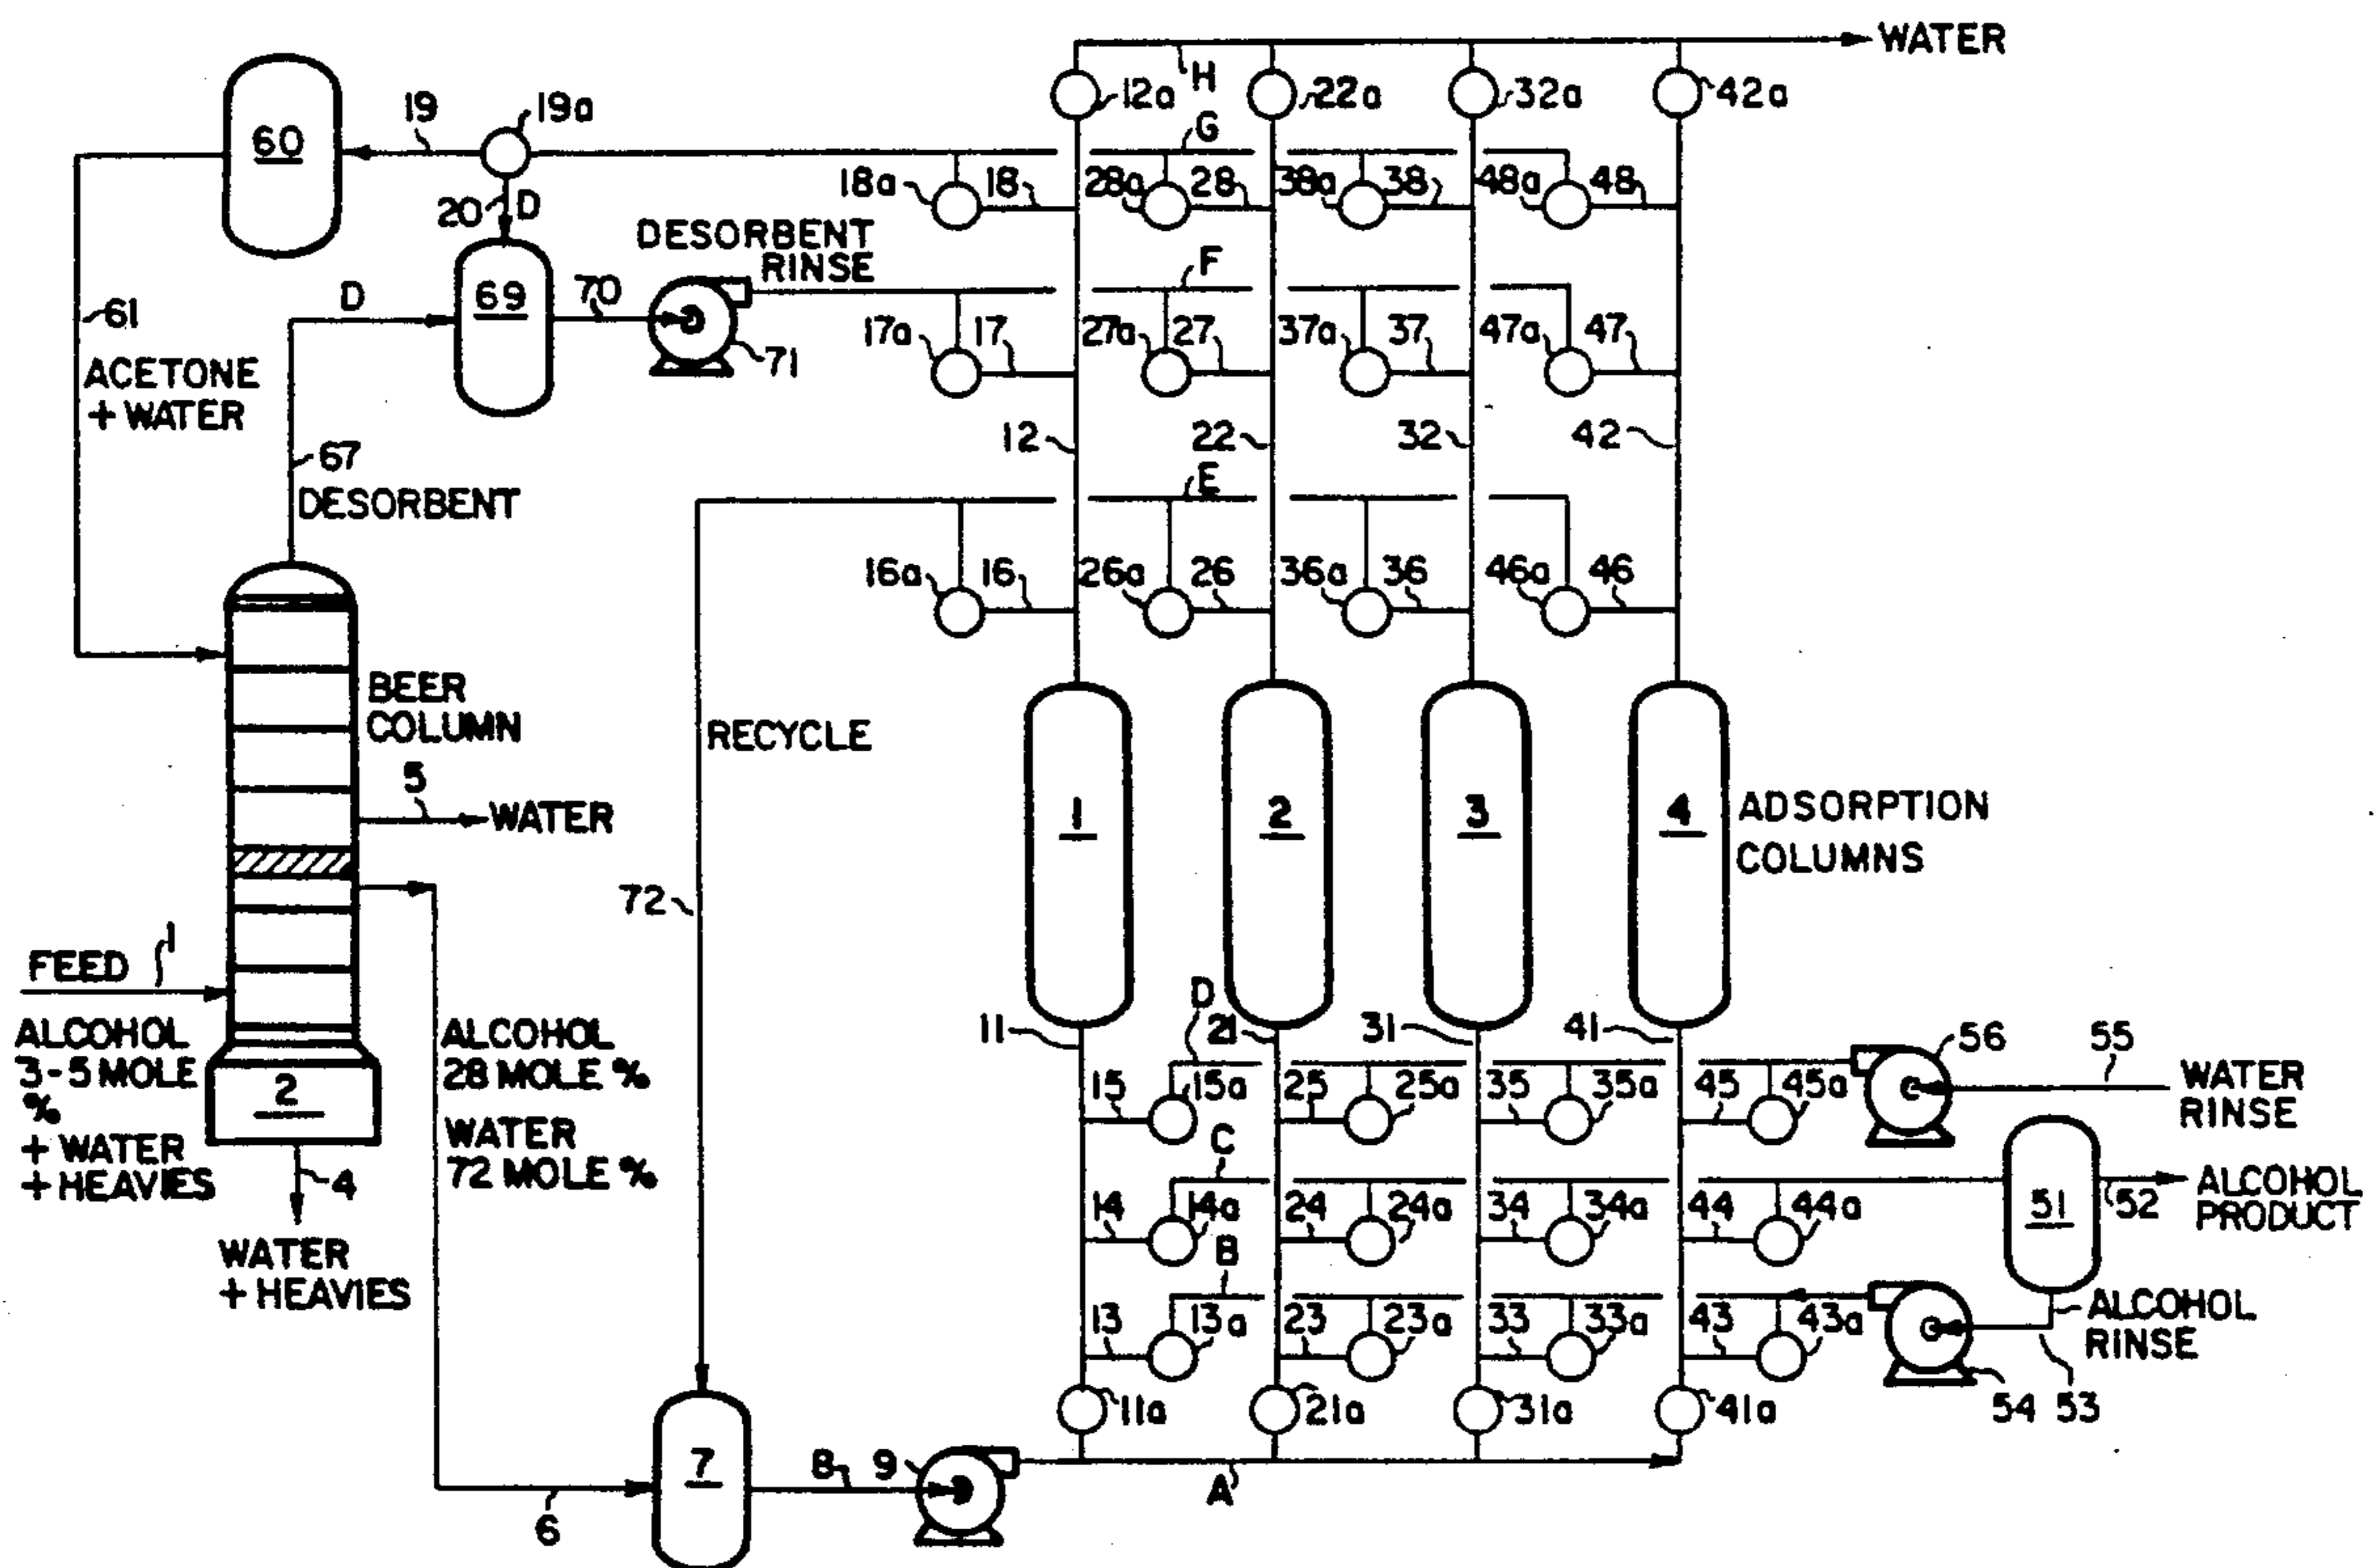 WATER
H
12a
22a
32a
42a
60
19
19a
G
18a
18
28a
28
38a
38
48a
48
20
D
DESORBENT
RINSE
F
D
69
70
71
61
17a
17
27a
27
37a
37
47a
47
ACETONE
+ WATER
12
22
32
42
67
DESORBENT
E
16a
16
26a
26
36a
36
46a
46
BEER
COLUMN
RECYCLE
5
WATER
1
2
3
4
ADSORPTION
COLUMNS
72
1
FEED
ALCOHOL
3-5 MOLE
%
+ WATER
+ HEAVIES
2
4
WATER
+ HEAVIES
ALCOHOL
28 MOLE %
WATER
72 MOLE %
11
D
21
31
41
56
55
WATER
RINSE
15
15a
25
25a
35
35a
45
45a
C
14
14a
24
24a
34
34a
44
44a
51
52
ALCOHOL
PRODUCT
B
13
13a
23
23a
33
33a
43
43a
ALCOHOL
RINSE
54
53
11a
21a
31a
41a
7
8
9
A
6